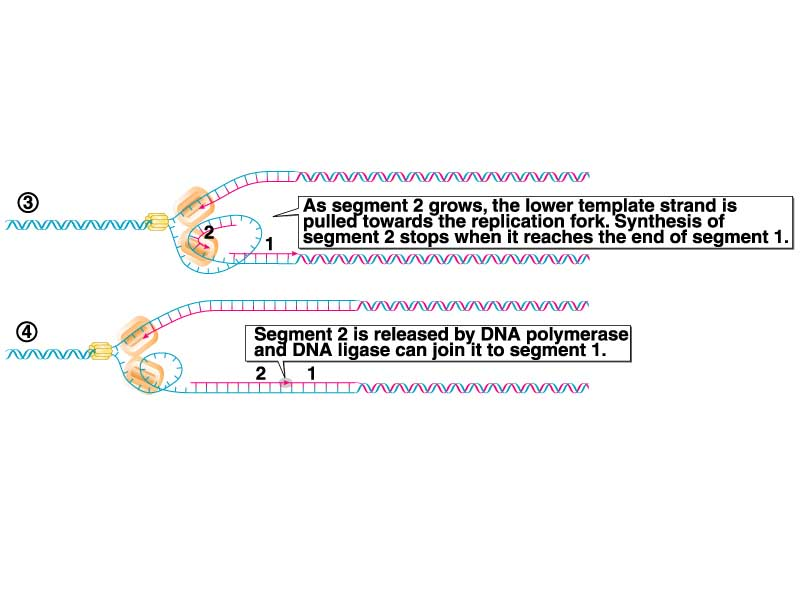 ③
As segment 2 grows, the lower template strand is
pulled towards the replication fork. Synthesis of
segment 2 stops when it reaches the end of segment 1.
2
1
④
Segment 2 is released by DNA polymerase
and DNA ligase can join it to segment 1.
2 1